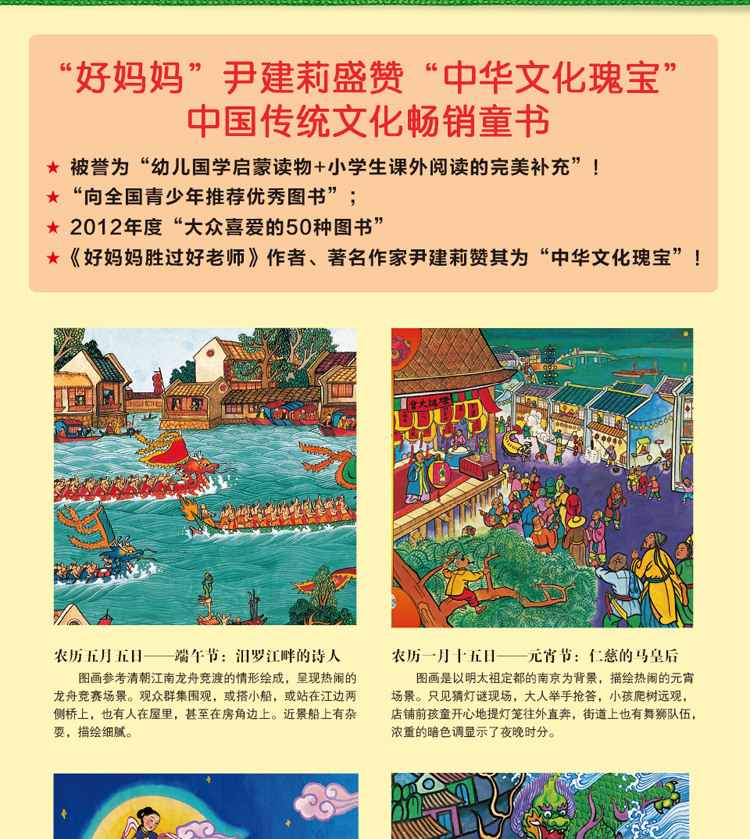 “好妈妈”尹建莉盛赞“中华文化瑰宝”
中国传统文化畅销童书
★ 被誉为“幼儿国学启蒙读物+小学生课外阅读的完美补充”！
★ “向全国青少年推荐优秀图书”；
★ 2012年度“大众喜爱的50种图书”
★《好妈妈胜过好老师》作者、著名作家尹建莉赞其为“中华文化瑰宝”！
會大謎燈
农历五月五日——端午节：汨罗江畔的诗人
图画参考清朝江南龙舟竞渡的情形绘成，呈现热闹的
龙舟竞赛场景。观众群集围观，或搭小船，或站在江边两
侧桥上，也有人在屋里，甚至在房角边上。近景船上有杂
耍，描绘细腻。
农历一月十五日——元宵节：仁慈的马皇后
图画是以明太祖定都的南京为背景，描绘热闹的元宵
场景。只见猜灯谜现场，大人举手抢答，小孩爬树远观，
店铺前孩童开心地提灯笼往外直奔，街道上也有舞狮队伍，
浓重的暗色调显示了夜晚时分。